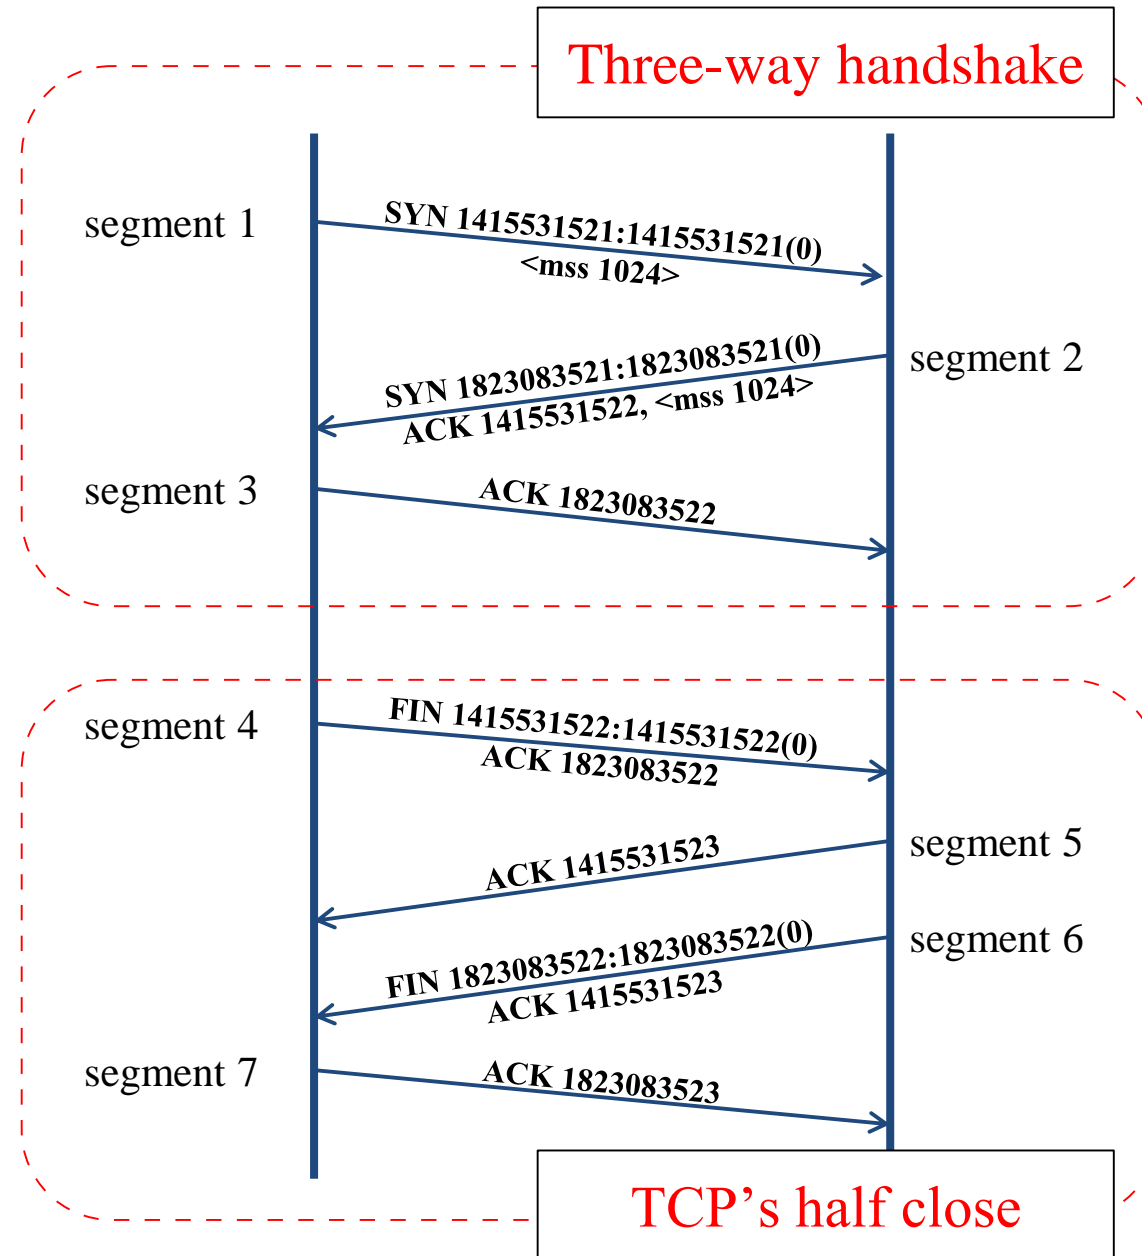 Three-way handshake
segment 1
SYN 1415531521:1415531521(0)
<mss 1024>
segment 2
SYN 1823083521:1823083521(0)
ACK 1415531522, <mss 1024>
segment 3
ACK 1823083522
segment 4
FIN 1415531522:1415531522(0)
ACK 1823083522
segment 5
ACK 1415531523
segment 6
FIN 1823083522:1823083522(0)
ACK 1415531523
segment 7
ACK 1823083523
TCP’s half close